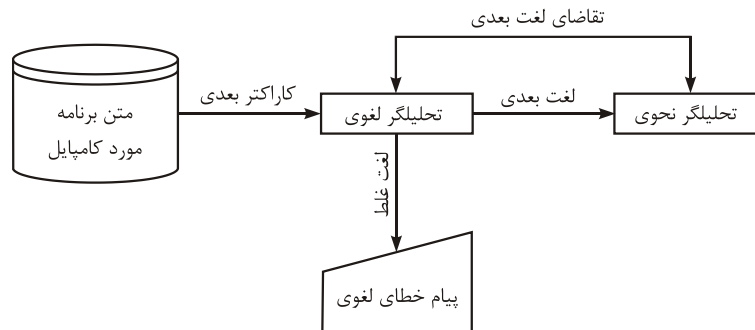 تقاضای لغت بعدی
متن برنامه
مورد کامپایل
کاراکتر بعدی
تحلیلگر لغوی
لغت بعدی
تحلیلگر نحوی
لغت غلط
پیام خطای لغوی